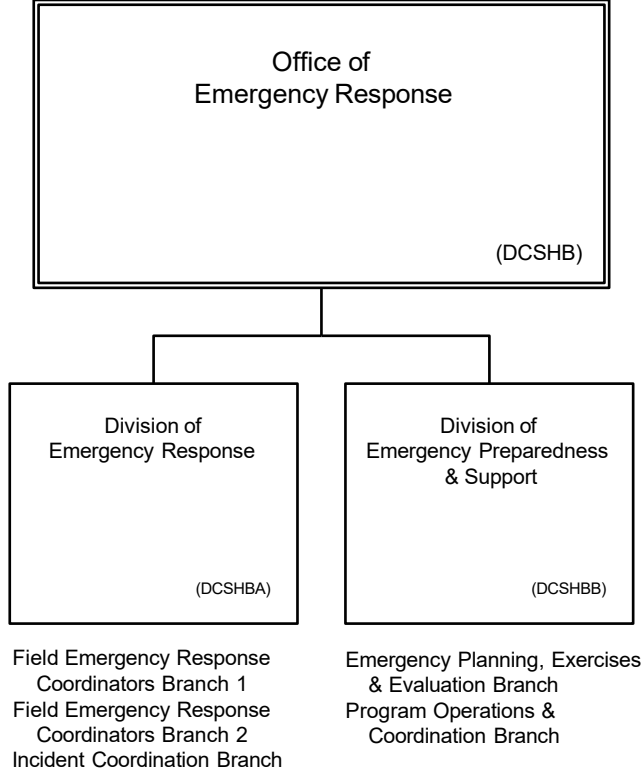 Office of
Emergency Response
(DCSHB)
Division of
Emergency Response
(DCSHBA)
Division of
Emergency Preparedness
& Support
(DCSHBB)
Field Emergency Response
Coordinators Branch 1
Field Emergency Response
Coordinators Branch 2
Incident Coordination Branch
Emergency Planning, Exercises
& Evaluation Branch
Program Operations &
Coordination Branch